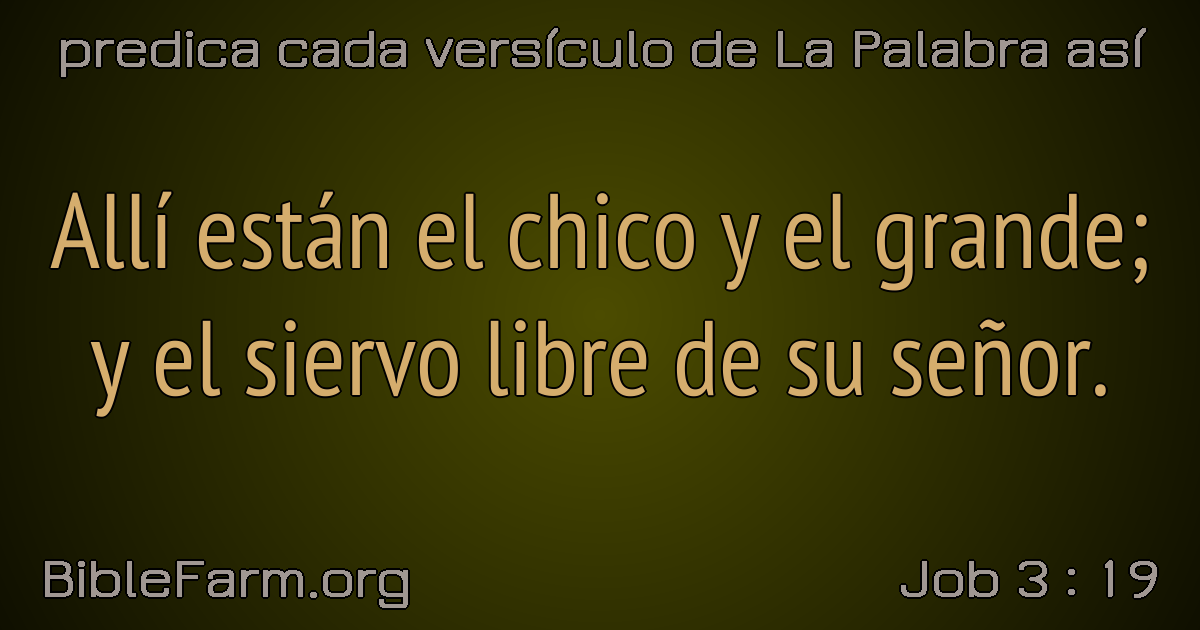 predica cada versículo de La Palabra así
Allí están el chico y el grande;
y el siervo libre de su señor.
BibleFarm.org
Job 3 : 19